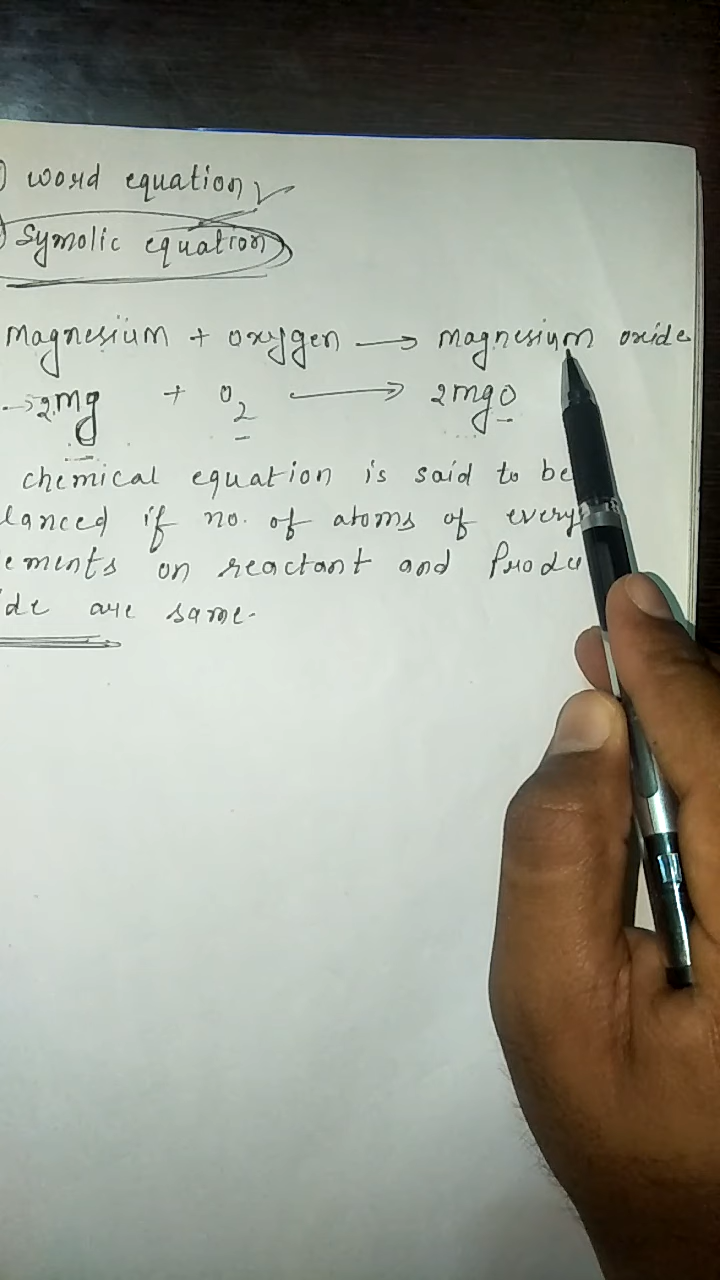 ) word equation
) Symolic equation
magnesium + oxygen → magnesium oxide
→ 2mg + O2 → 2mgO
chemical equation is said to be
lanced if no. of atoms of every
ements on reactant and Produ
ide are same.